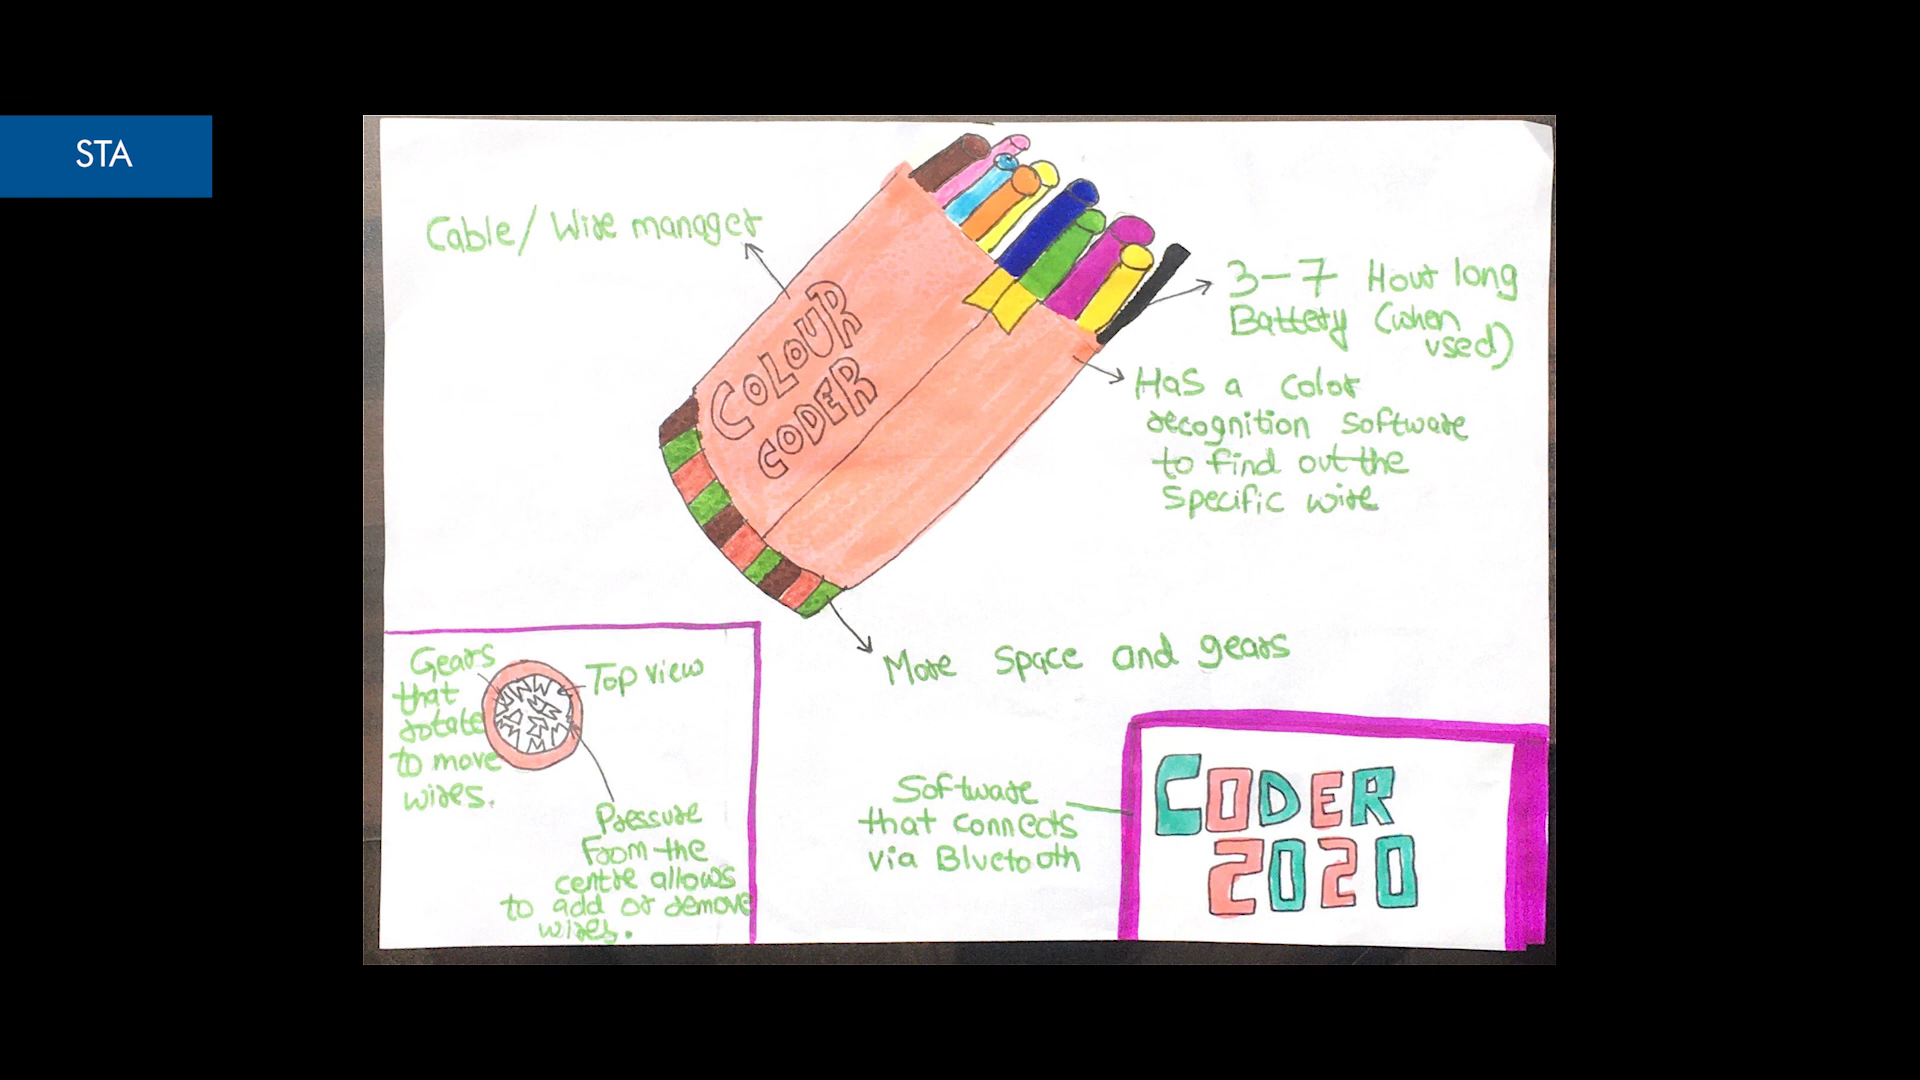 STA
Cable/ Wire manager
COLOUR
CODER
3-7 Hour long
Battery (when
used)
Has a color
recognition software
to find out the
specific wire
More space and gears
Gears
that
rotate
to move
wires.
Top view
Pressure
from the
centre allows
to add or remove
wires.
Software
that connects
via Bluetooth
CODER
2020